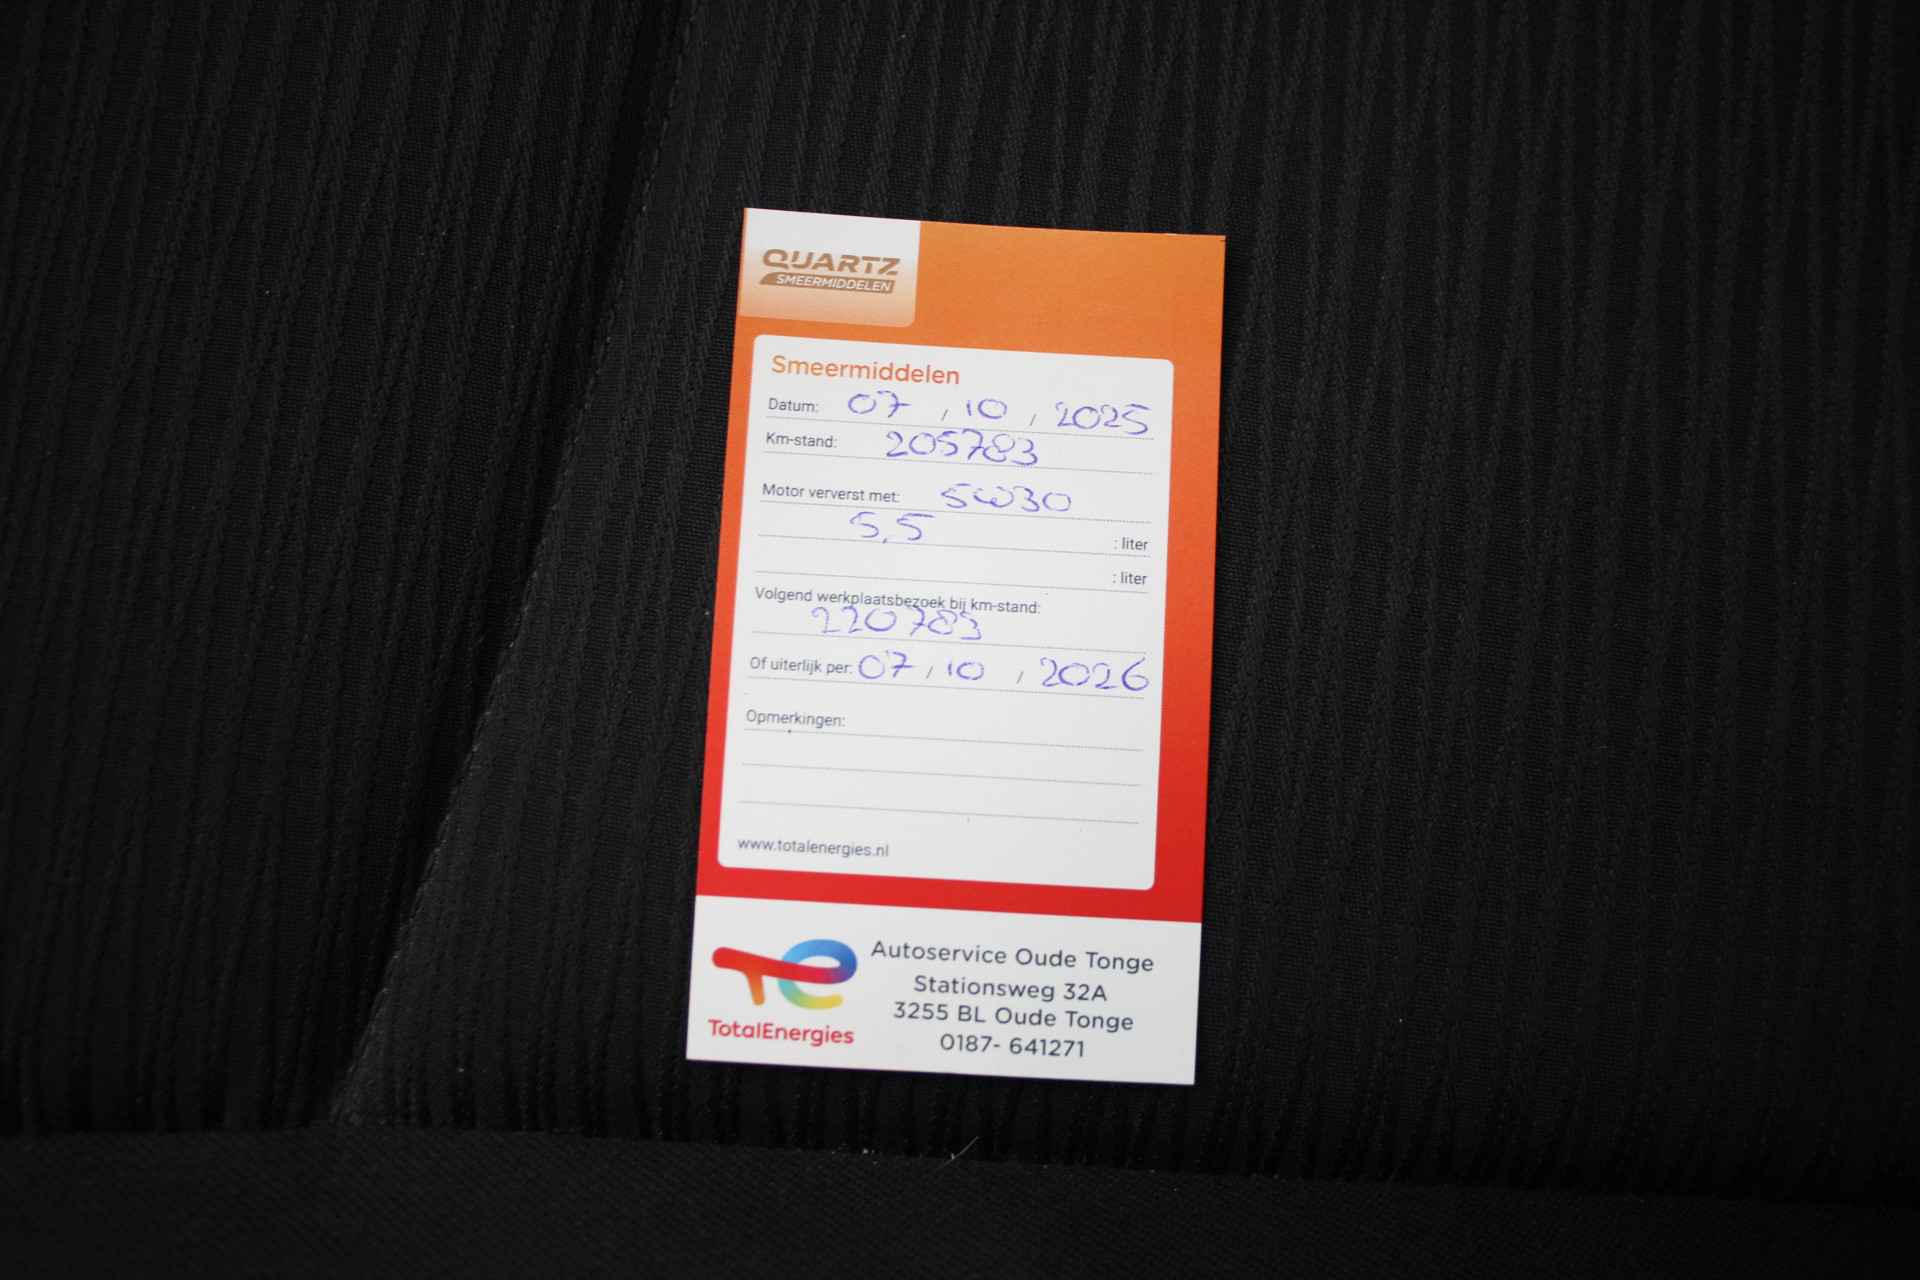 QUARTZ
SMEERMIDDELEN
Smeermiddelen
Datum: 07 / 10 / 2025
Km-stand: 205783
Motor ververst met: 5W30
5,5 : liter
: liter
Volgend werkplaatsbezoek bij km-stand:
220783
Of uiterlijk per: 07 / 10 / 2026
Opmerkingen:
www.totalenergies.nl
TotalEnergies
Autoservice Oude Tonge
Stationsweg 32A
3255 BL Oude Tonge
0187- 641271